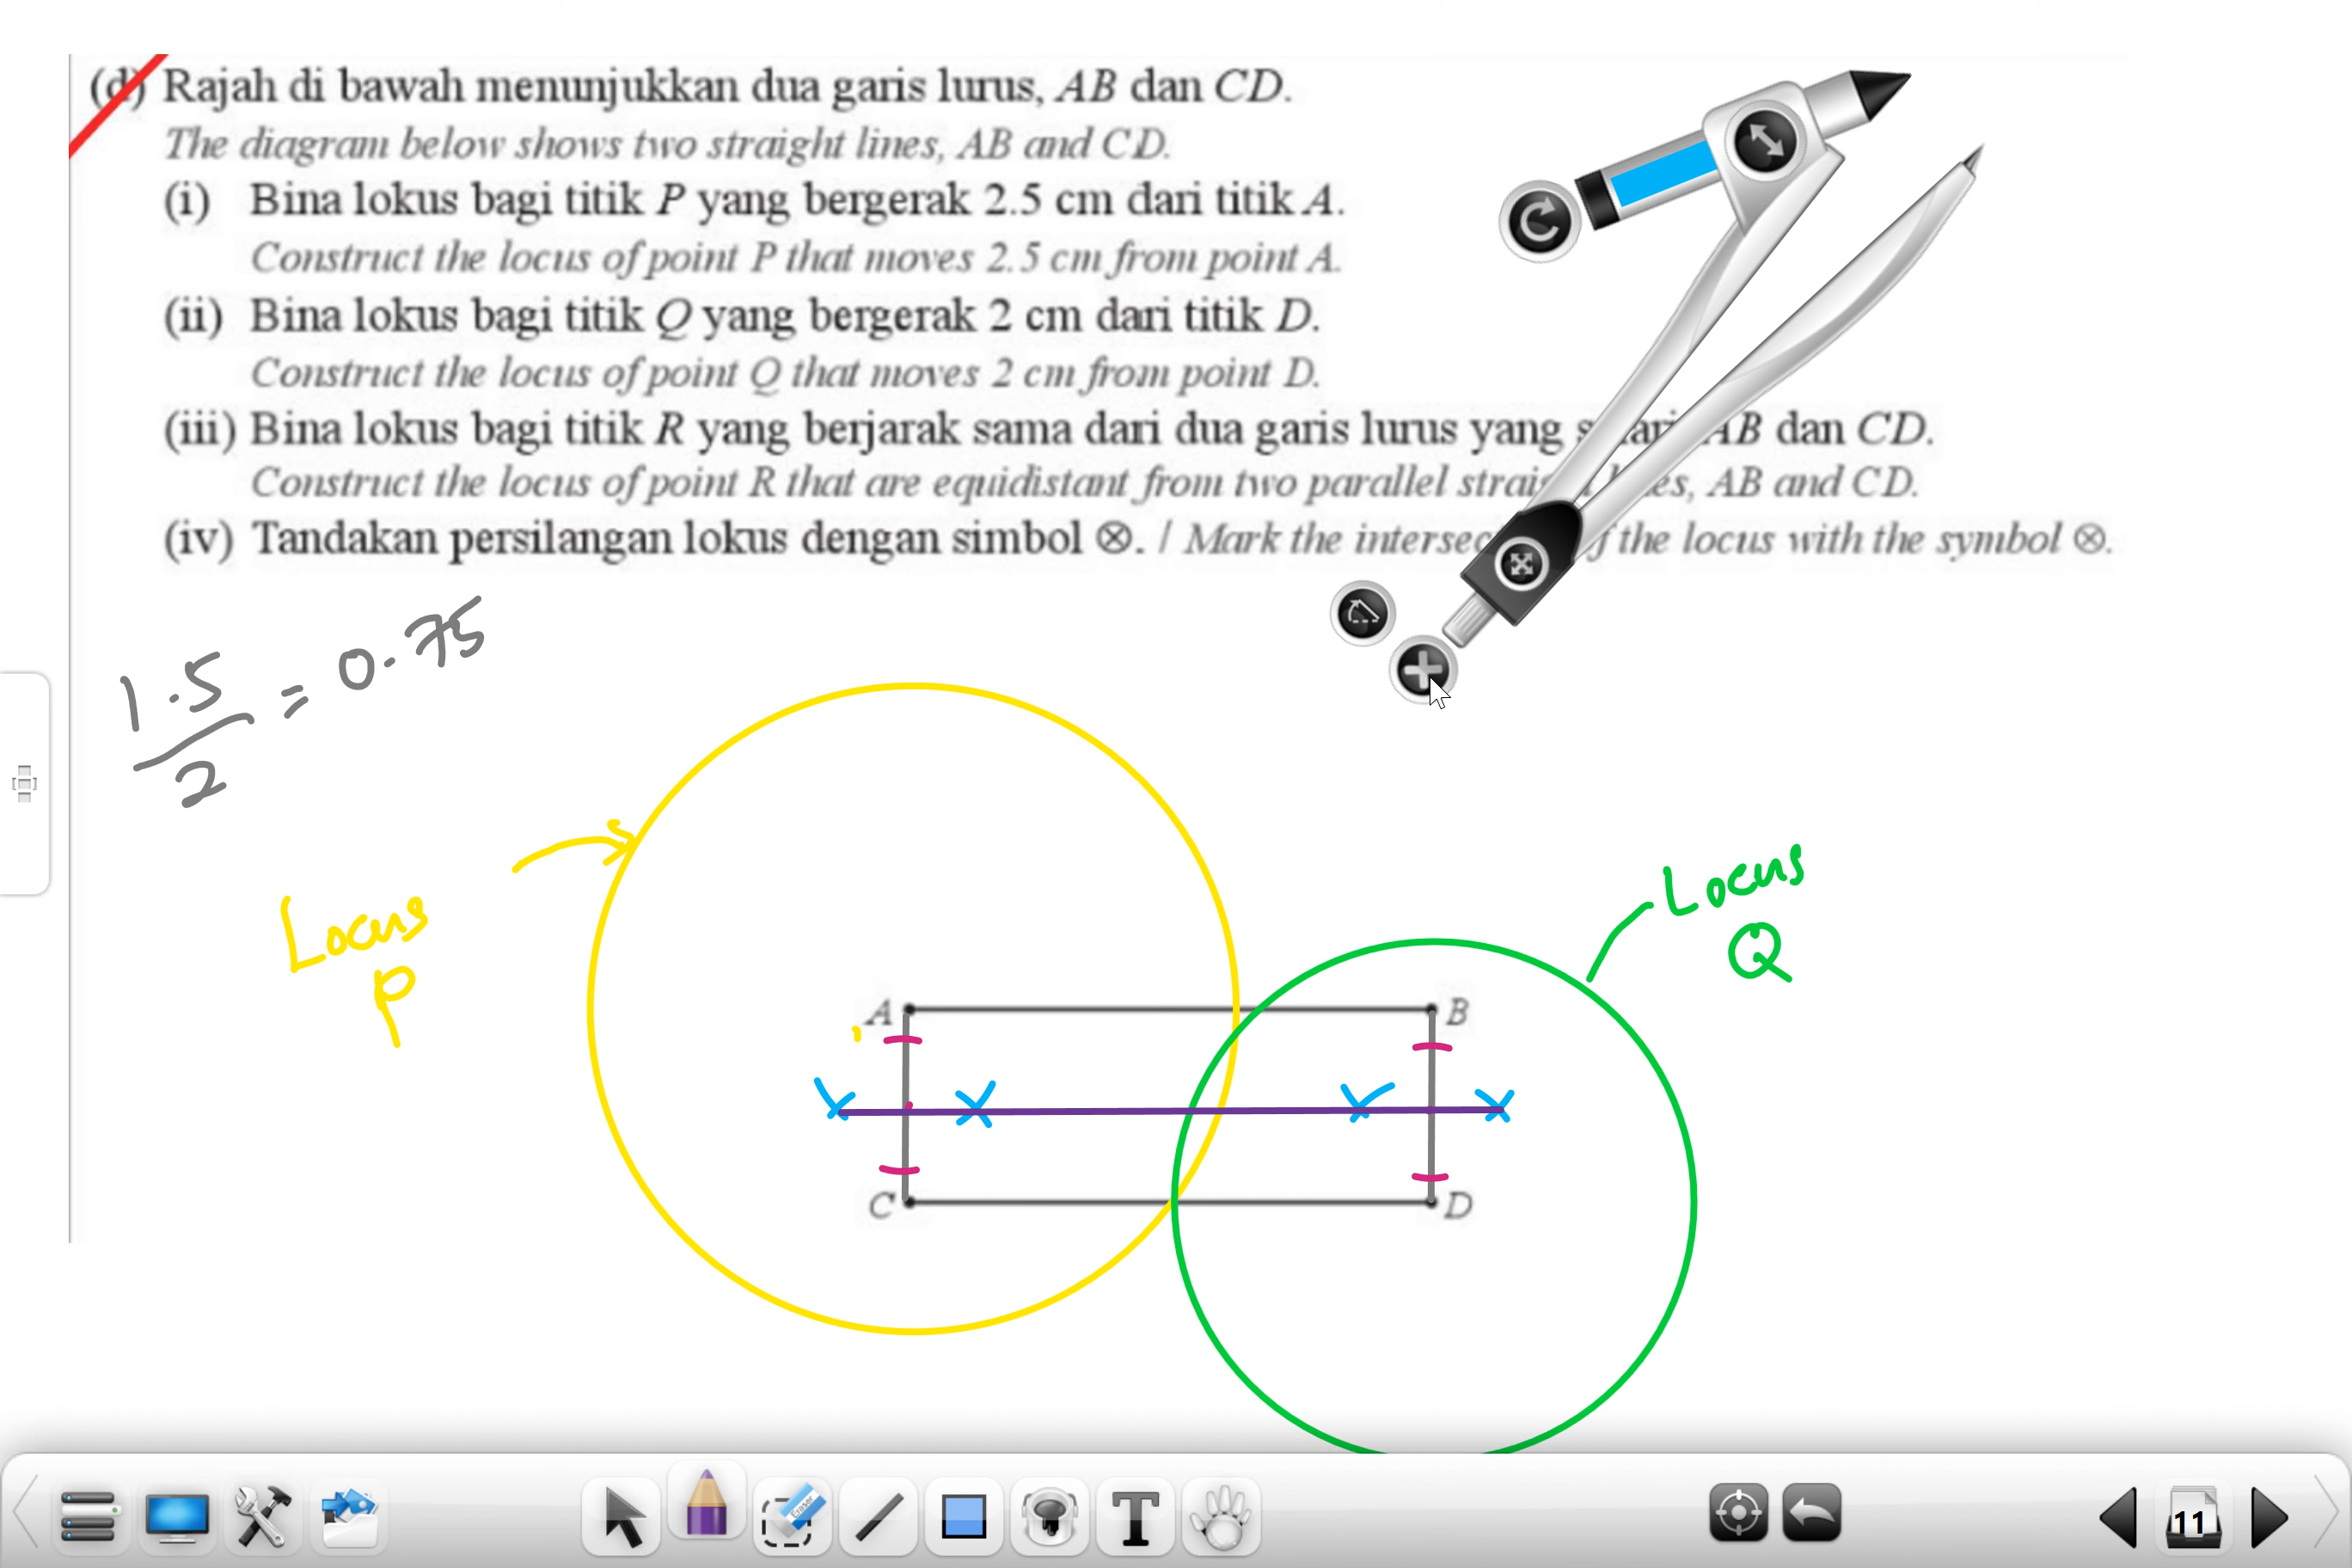 (d) Rajah di bawah menunjukkan dua garis lurus, AB dan CD.
The diagram below shows two straight lines, AB and CD.
(i) Bina lokus bagi titik P yang bergerak 2.5 cm dari titik A.
Construct the locus of point P that moves 2.5 cm from point A.
(ii) Bina lokus bagi titik Q yang bergerak 2 cm dari titik D.
Construct the locus of point Q that moves 2 cm from point D.
(iii) Bina lokus bagi titik R yang berjarak sama dari dua garis lurus yang AB dan CD.
Construct the locus of point R that are equidistant from two parallel AB and CD.
(iv) Tandakan persilangan lokus dengan simbol ⊗. / Mark the the locus with the symbol ⊗.
1.5
2
= 0.75
Locus
P
Locus
Q
A
B
C
D
Eraser
T
11